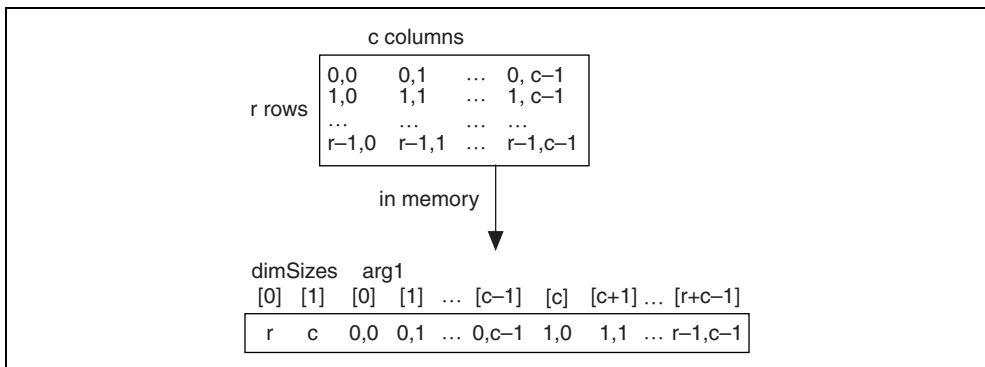 c columns
0,0 0,1 … 0, c–1
1,0 1,1 … 1, c–1
r rows
… … … …
r–1,0 r–1,1 … r–1,c–1
in memory
dimSizes arg1
[0] [1] [0] [1] … [c–1] [c] [c+1] … [r+c–1]
r c 0,0 0,1 … 0,c–1 1,0 1,1 … r–1,c–1